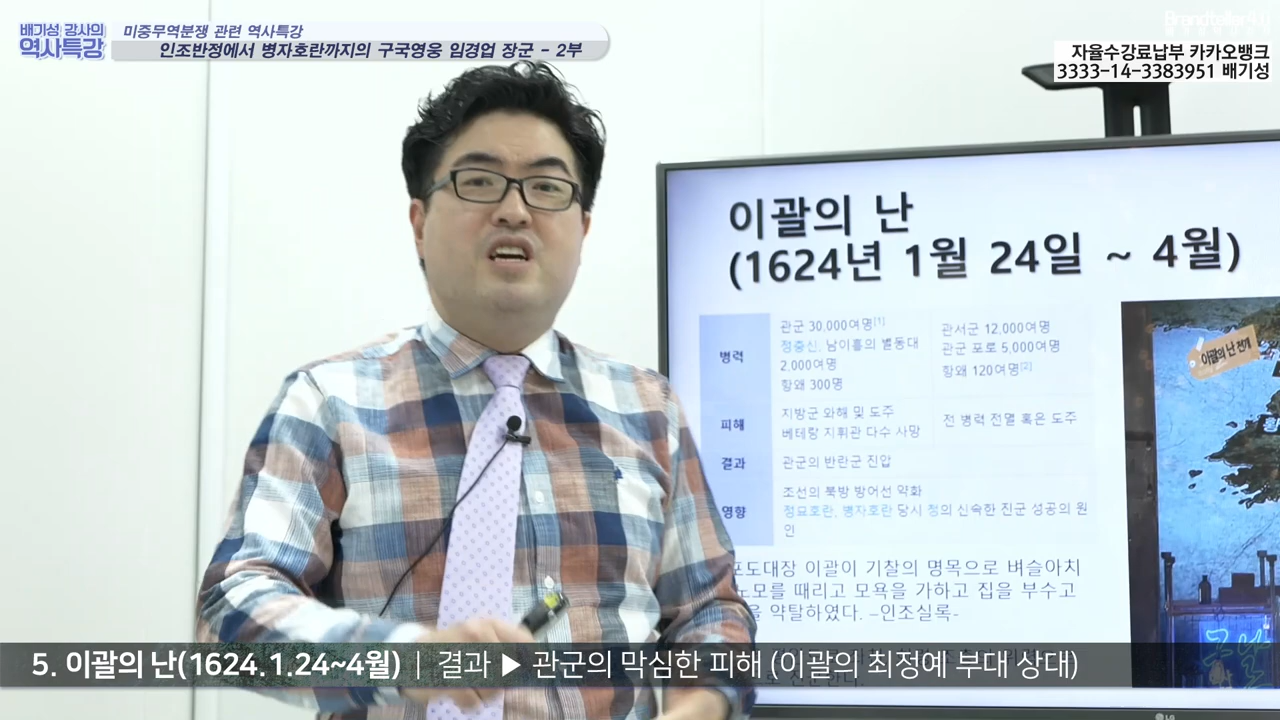 배기성 강사의
역사특강
미중무역분쟁 관련 역사특강
인조반정에서 병자호란까지의 구국영웅 임경업 장군 - 2부
자율수강료납부 카카오뱅크
3333-14-3383951 배기성
이괄의 난
(1624년 1월 24일 ~ 4월)
병력
관군 30,000여명[1]
정충신, 남이흥의 별동대
2,000여명
항왜 300명
관서군 12,000여명
관군 포로 5,000여명
항왜 120여명[2]
피해
지방군 와해 및 도주
베테랑 지휘관 다수 사망
전 병력 전멸 혹은 도주
결과
관군의 반란군 진압
영향
조선의 북방 방어선 약화
정묘호란, 병자호란 당시 청의 신속한 진군 성공의 원
인
이괄의 난 전에
포도대장 이괄이 기찰의 명목으로 벼슬아치
노모를 때리고 모욕을 가하고 집을 부수고
을 약탈하였다. –인조실록-
5. 이괄의 난(1624.1.24~4월) | 결과 ▶ 관군의 막심한 피해 (이괄의 최정예 부대 상대)
LG